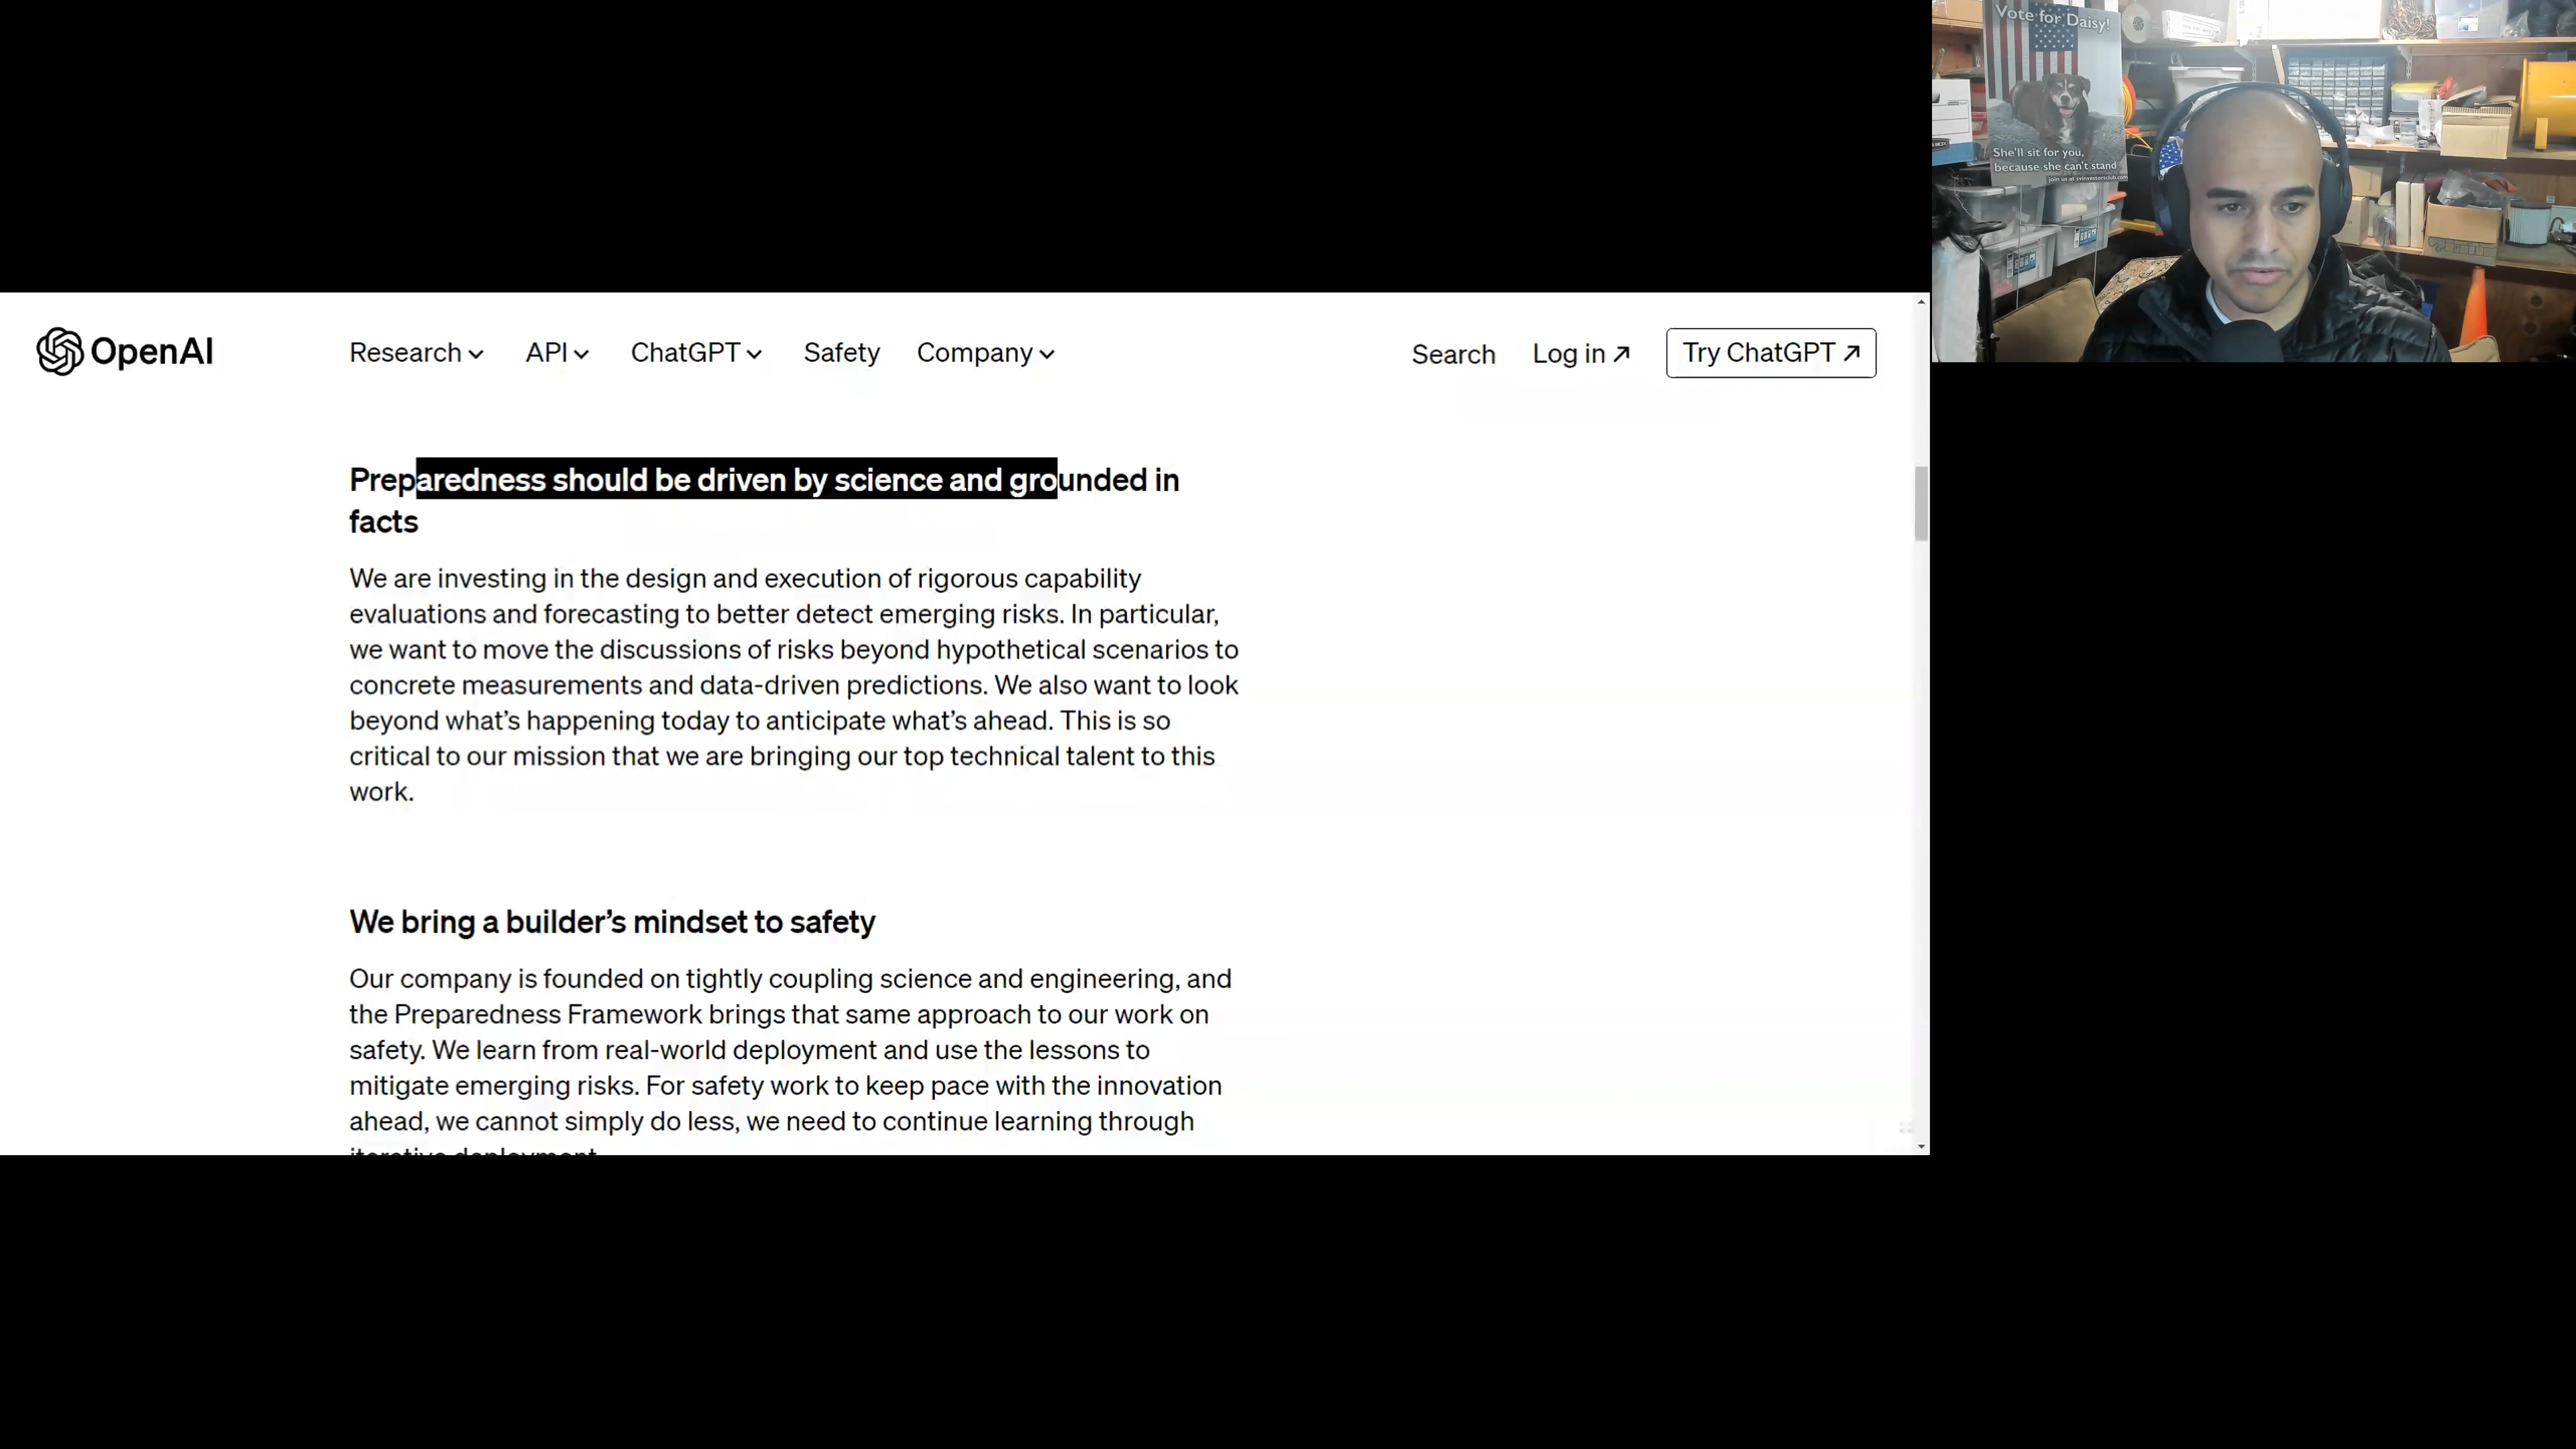 Vote for Daisy!
She'll sit for you,
because she can't stand
join us at svinvestorsclub.com
OpenAI
Research
API
ChatGPT
Safety
Company
Search
Log in ↗
Try ChatGPT ↗
Preparedness should be driven by science and grounded in
facts
We are investing in the design and execution of rigorous capability
evaluations and forecasting to better detect emerging risks. In particular,
we want to move the discussions of risks beyond hypothetical scenarios to
concrete measurements and data-driven predictions. We also want to look
beyond what’s happening today to anticipate what’s ahead. This is so
critical to our mission that we are bringing our top technical talent to this
work.
We bring a builder’s mindset to safety
Our company is founded on tightly coupling science and engineering, and
the Preparedness Framework brings that same approach to our work on
safety. We learn from real-world deployment and use the lessons to
mitigate emerging risks. For safety work to keep pace with the innovation
ahead, we cannot simply do less, we need to continue learning through
iterative deployment.